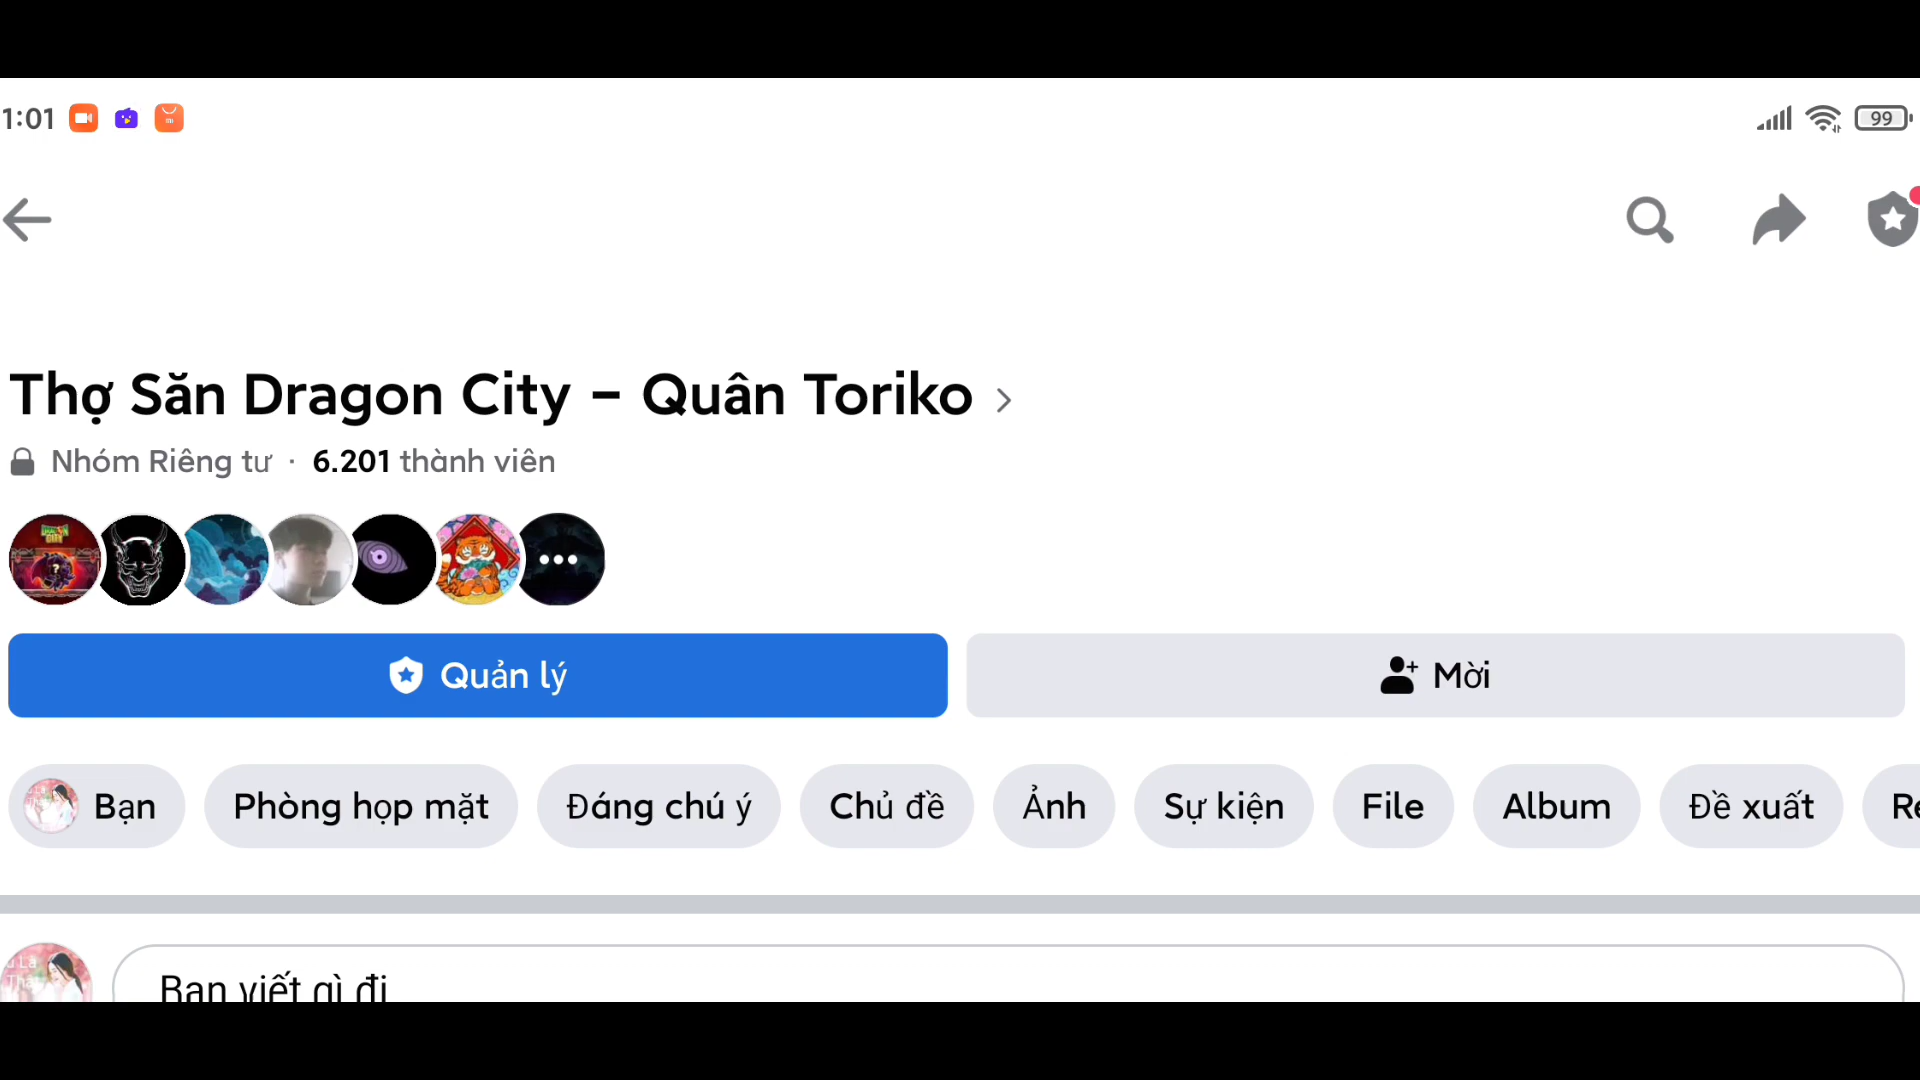 1:01
99
Thợ Săn Dragon City - Quân Toriko
Nhóm Riêng tư · 6.201 thành viên
Quản lý
Mời
Bạn
Phòng họp mặt
Đáng chú ý
Chủ đề
Ảnh
Sự kiện
File
Album
Đề xuất
Bạn viết gì đi